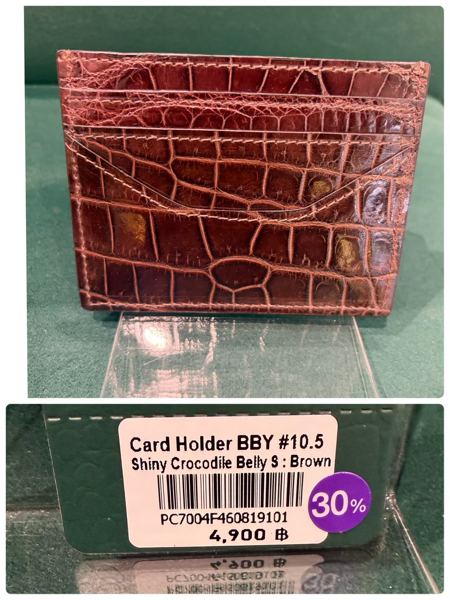 Card Holder BBY #10.5
Shiny Crocodile Belly S : Brown
PC7004F460819101
4,900 ฿
30%